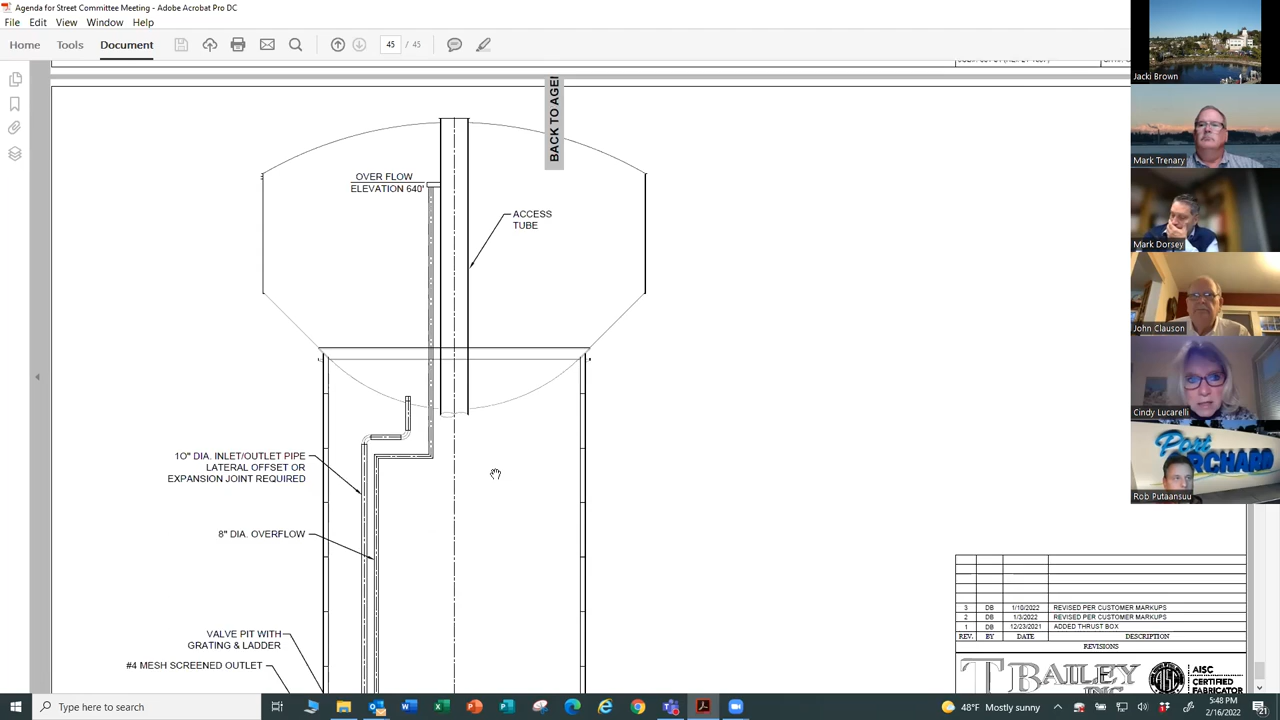 Agenda for Street Committee Meeting - Adobe Acrobat Pro DC
File Edit View Window Help
Home Tools Document
45 / 45
BACK TO AGE
OVER FLOW
ELEVATION 640'
ACCESS
TUBE
10" DIA. INLET/OUTLET PIPE
LATERAL OFFSET OR
EXPANSION JOINT REQUIRED
8" DIA. OVERFLOW
VALVE PIT WITH
GRATING & LADDER
#4 MESH SCREENED OUTLET
3 DB 1/10/2022 REVISED PER CUSTOMER MARKUPS
2 DB 1/3/2022 REVISED PER CUSTOMER MARKUPS
1 DB 12/23/2021 ADDED THRUST BOX
REV. BY DATE DESCRIPTION
REVISIONS
T BAILEY
INC
AISC
AISC
CERTIFIED
FABRICATOR
Jacki Brown
Mark Trenary
Mark Dorsey
John Clauson
Cindy Lucarelli
Port
ORCHARD
Rob Putaansuu
Type here to search
48°F Mostly sunny
5:48 PM
2/16/2022
21